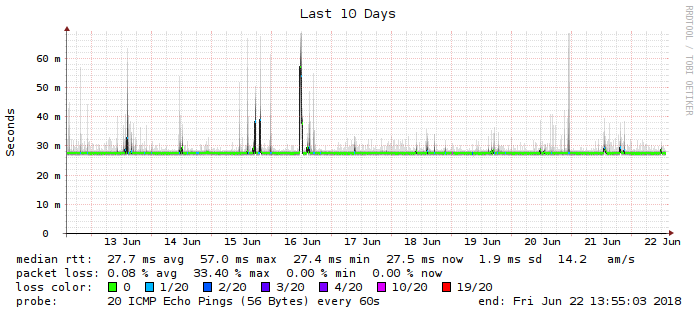 Last 10 Days
RRDTOOL / TOBI OETIKER
Seconds
60 m
50 m
40 m
30 m
20 m
10 m
0
13 Jun 14 Jun 15 Jun 16 Jun 17 Jun 18 Jun 19 Jun 20 Jun 21 Jun 22 Jun
median rtt: 27.7 ms avg 57.0 ms max 27.4 ms min 27.5 ms now 1.9 ms sd 14.2 am/s
packet loss: 0.08 % avg 33.40 % max 0.00 % min 0.00 % now
loss color: 0 1/20 2/20 3/20 4/20 10/20 19/20
probe: 20 ICMP Echo Pings (56 Bytes) every 60s end: Fri Jun 22 13:55:03 2018